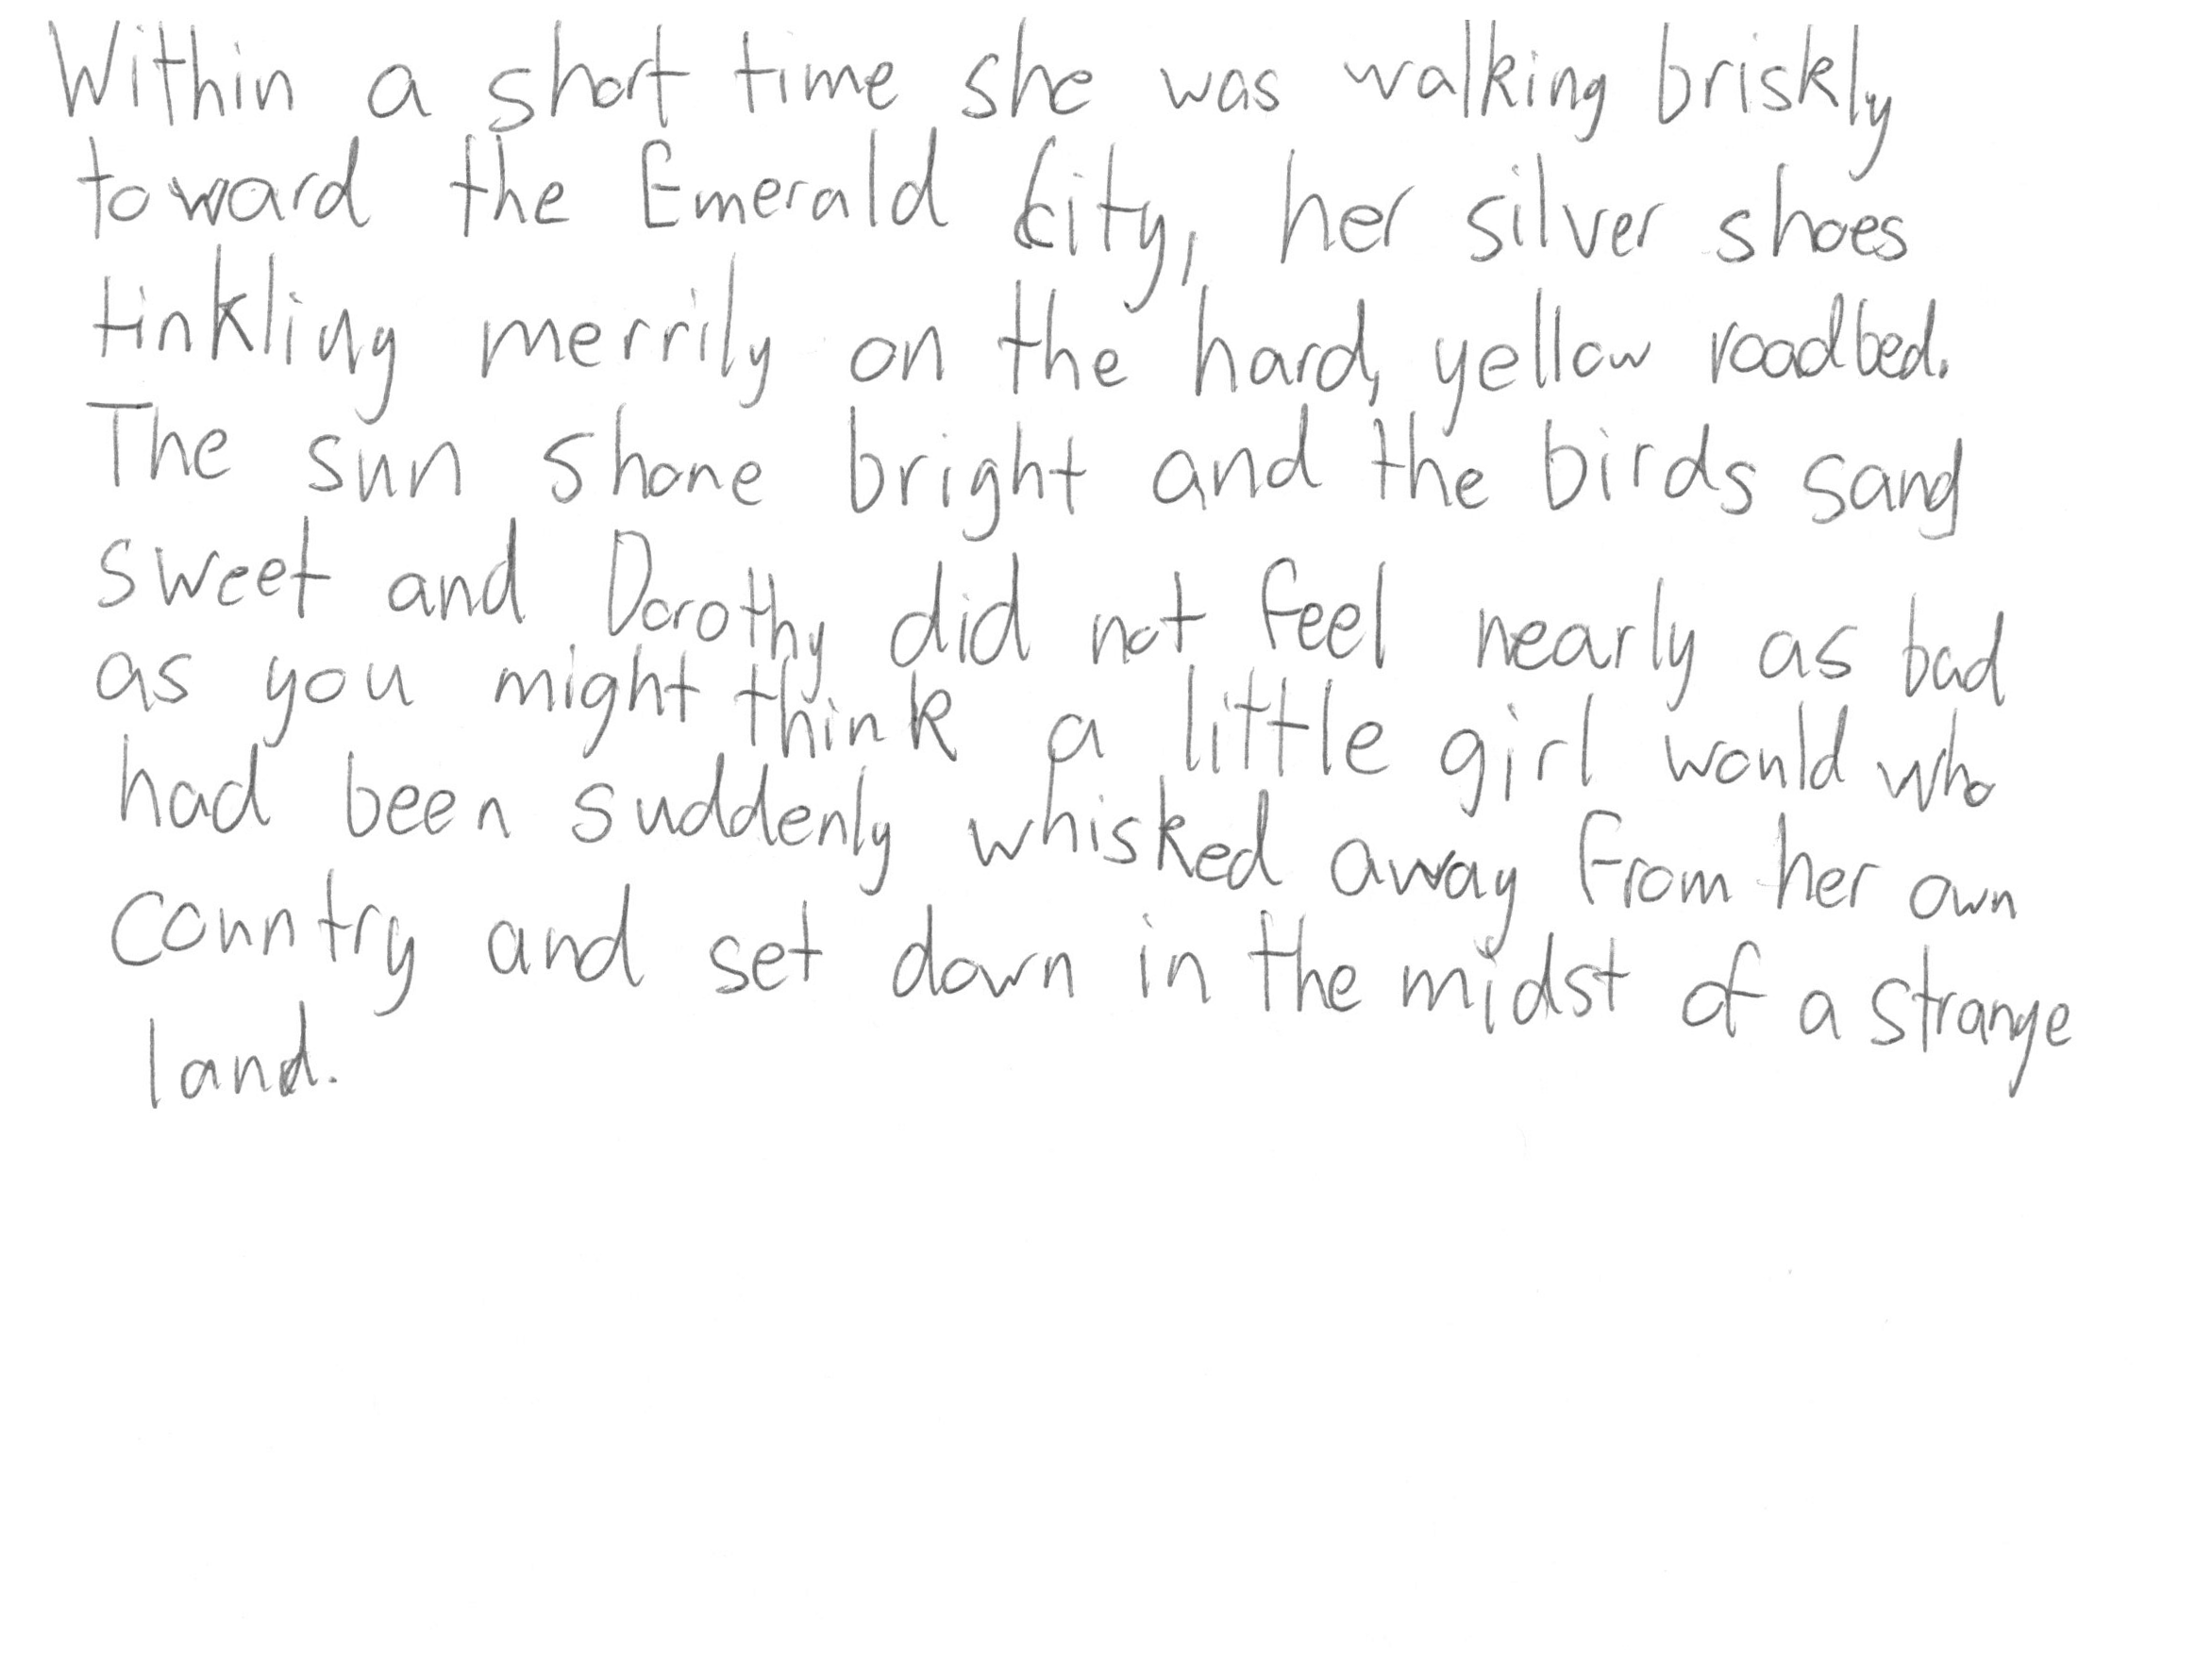 Within a short time she was walking briskly
toward the Emerald City, her silver shoes
tinkling merrily on the hard, yellow roadbed.
The sun shone bright and the birds sang
sweet and Dorothy did not feel nearly as bad
as you might think a little girl would who
had been suddenly whisked away from her own
country and set down in the midst of a strange
land.